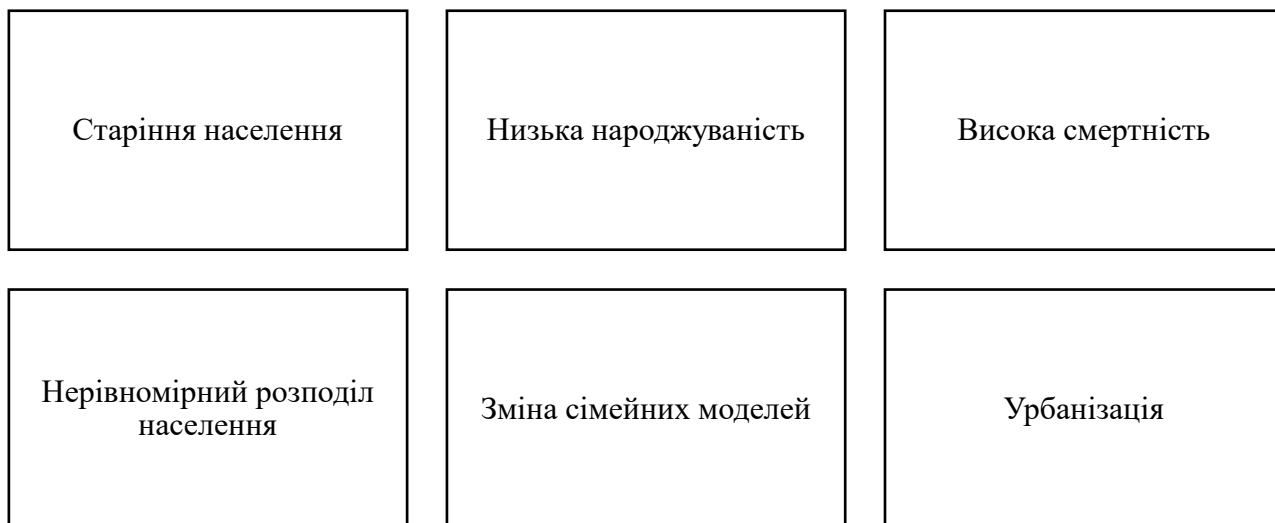 Старіння населення
Низька народжуваність
Висока смертність
Нерівномірний розподіл
населення
Зміна сімейних моделей
Урбанізація